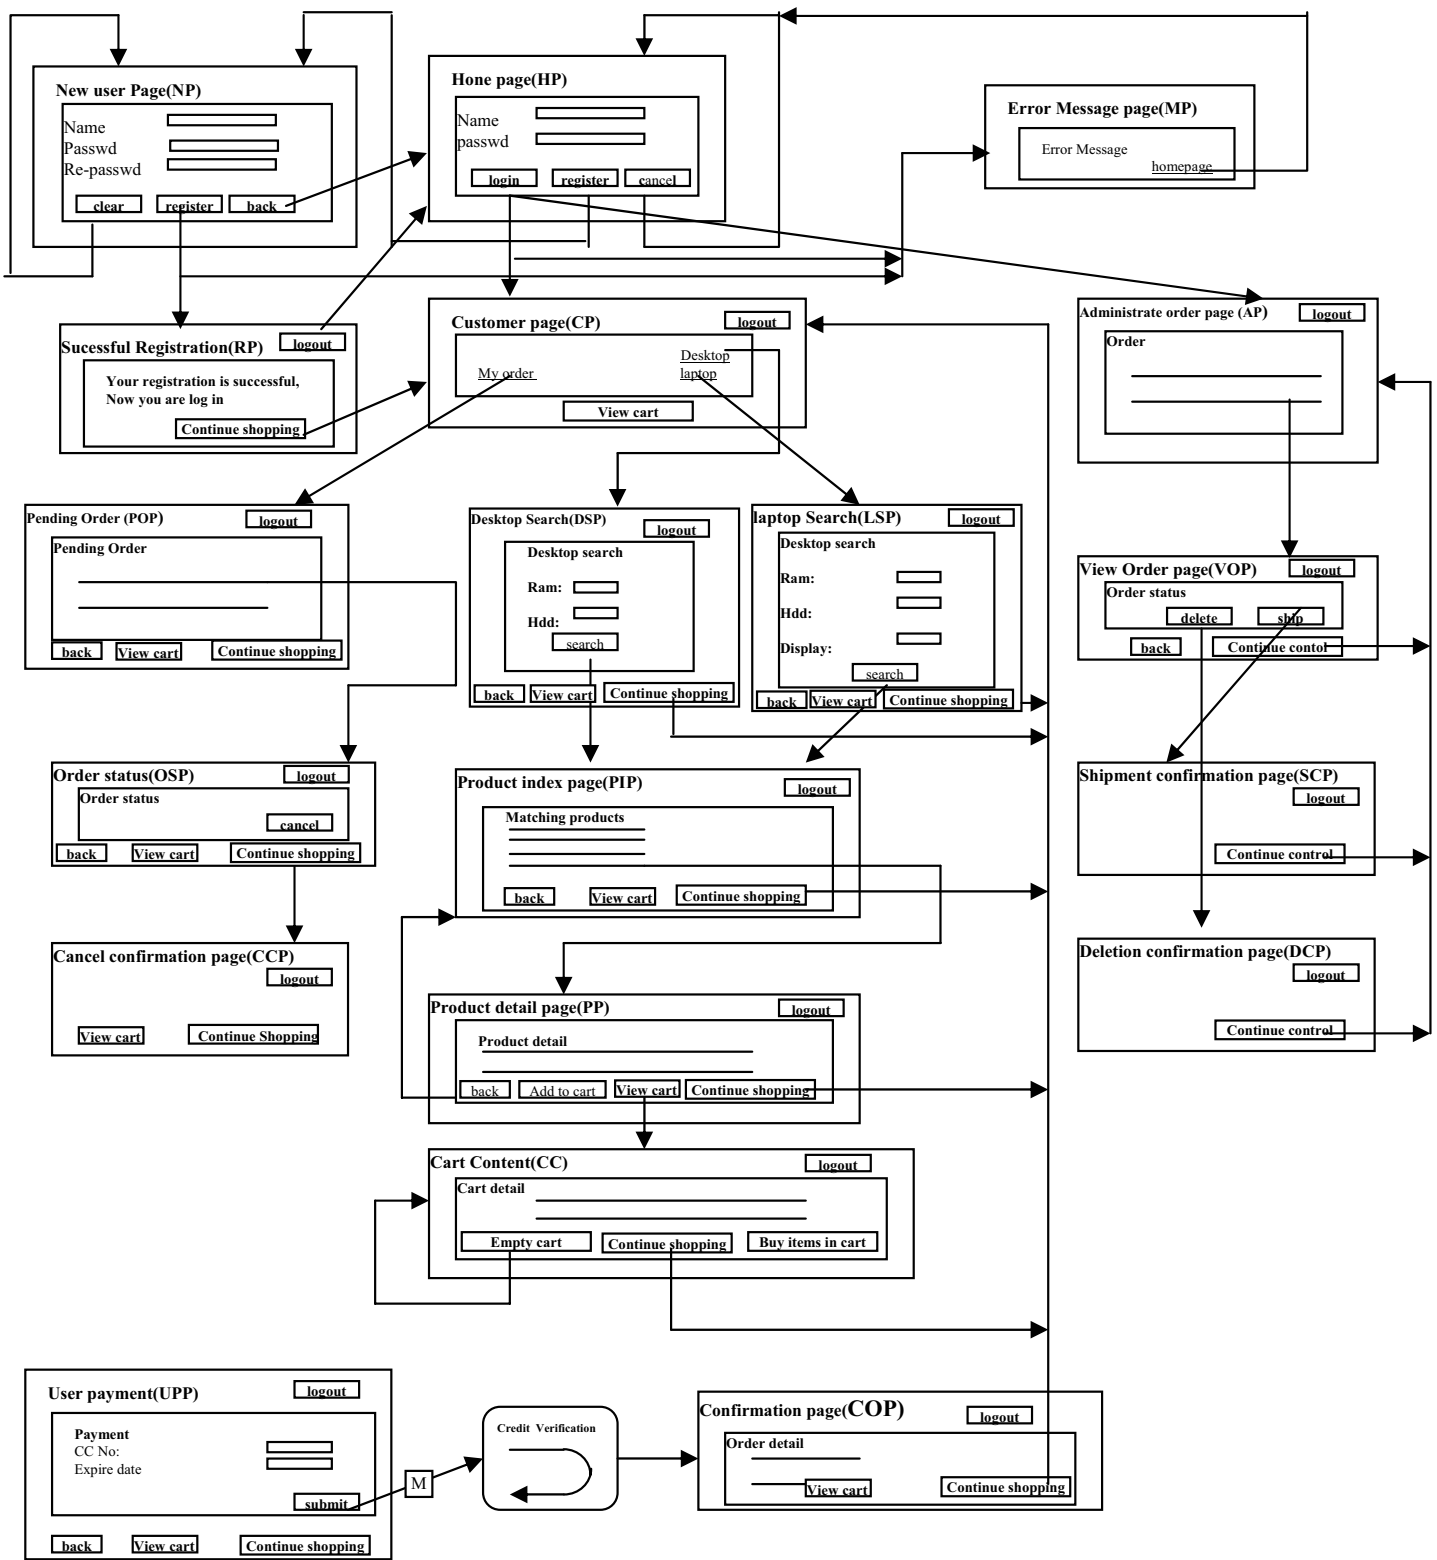 New user Page(NP)
Name
Passwd
Re-passwd
clear register back
Hone page(HP)
Name
passwd
login register cancel
Error Message page(MP)
Error Message
homepage
Sucessful Registration(RP)
logout
Your registration is successful,
Now you are log in
Continue shopping
Customer page(CP)
logout
My order
Desktop
laptop
View cart
Administrate order page (AP)
logout
Order
Pending Order (POP)
logout
Pending Order
back View cart Continue shopping
Desktop Search(DSP)
logout
Desktop search
Ram:
Hdd:
search
back View cart Continue shopping
laptop Search(LSP)
logout
Desktop search
Ram:
Hdd:
Display:
search
back View cart Continue shopping
View Order page(VOP)
logout
Order status
delete ship
back Continue contol
Order status(OSP)
logout
Order status
cancel
back View cart Continue shopping
Product index page(PIP)
logout
Matching products
back View cart Continue shopping
Shipment confirmation page(SCP)
logout
Continue control
Cancel confirmation page(CCP)
logout
View cart Continue Shopping
Product detail page(PP)
logout
Product detail
back Add to cart View cart Continue shopping
Deletion confirmation page(DCP)
logout
Continue control
Cart Content(CC)
logout
Cart detail
Empty cart Continue shopping Buy items in cart
User payment(UPP)
logout
Payment
CC No:
Expire date
submit
back View cart Continue shopping
M
Credit Verification
Confirmation page(COP)
logout
Order detail
View cart Continue shopping